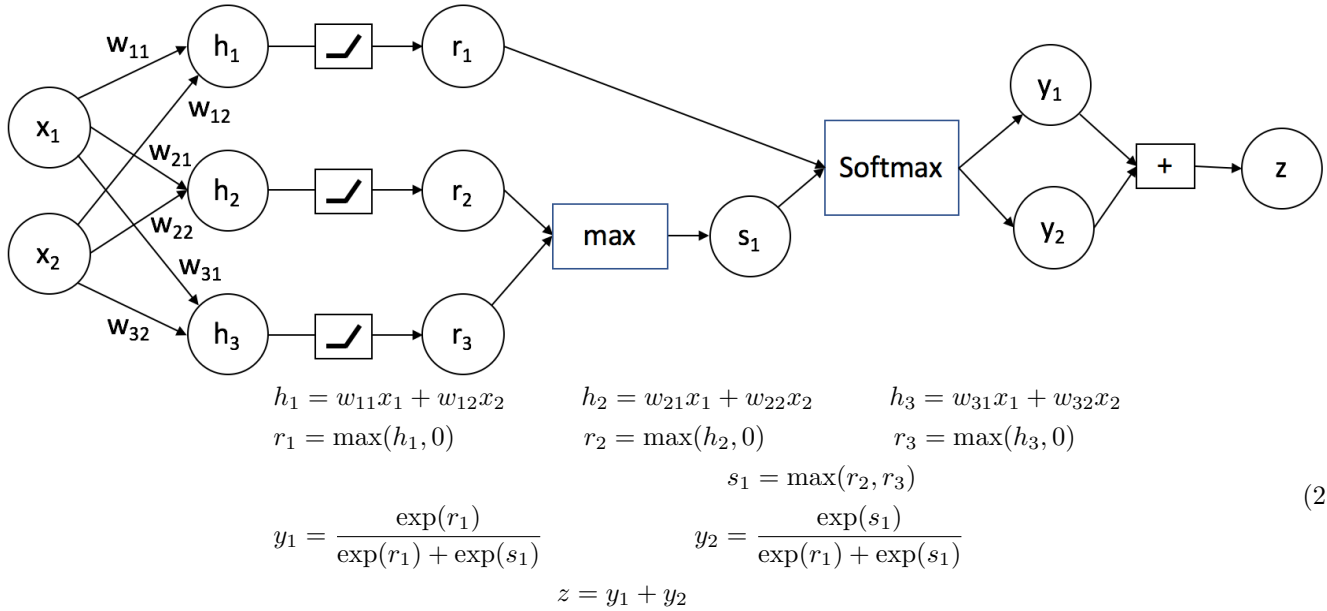 w₁₁ h₁ r₁
y₁
x₁ w₁₂
w₂₁ Softmax + z
h₂ r₂
w₂₂ max s₁ y₂
x₂ w₃₁
w₃₂ h₃ r₃
h₁ = w₁₁x₁ + w₁₂x₂ h₂ = w₂₁x₁ + w₂₂x₂ h₃ = w₃₁x₁ + w₃₂x₂
r₁ = max(h₁, 0) r₂ = max(h₂, 0) r₃ = max(h₃, 0)
s₁ = max(r₂, r₃)
(2
y₁ = exp(r₁) / (exp(r₁) + exp(s₁)) y₂ = exp(s₁) / (exp(r₁) + exp(s₁))
z = y₁ + y₂